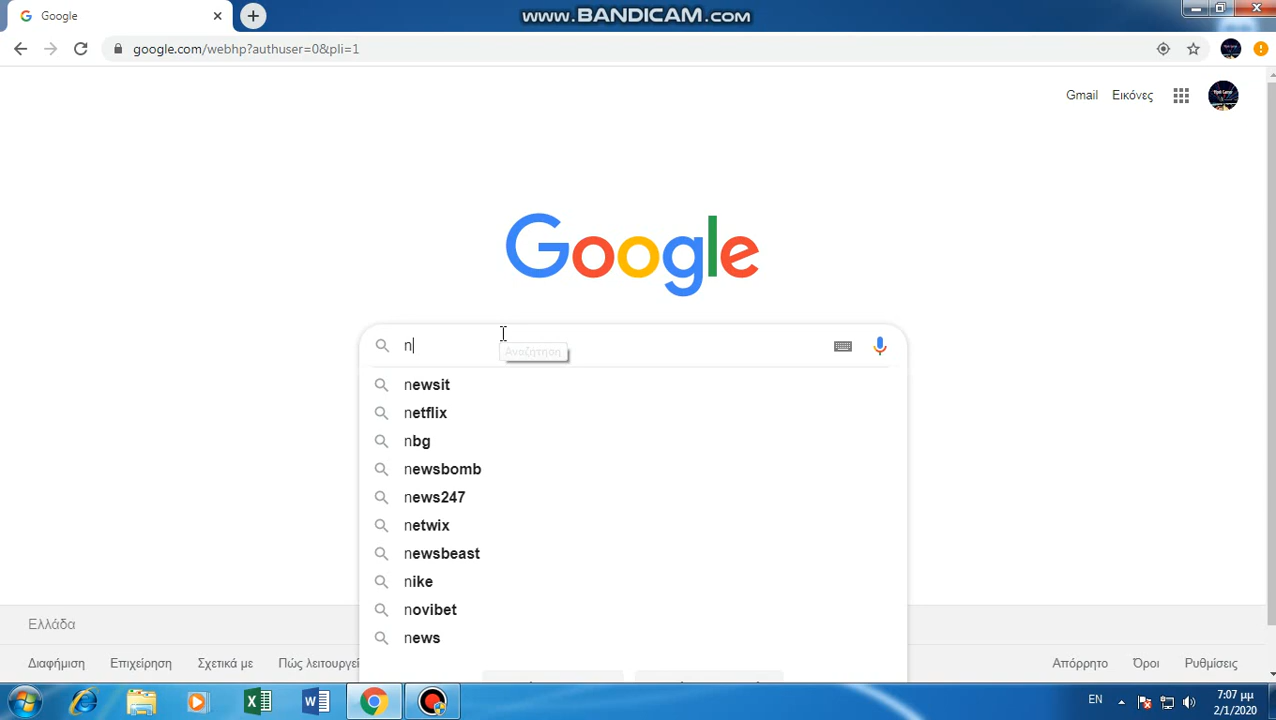 Google
www.BANDICAM.com
google.com/webhp?authuser=0&pli=1
Gmail Εικόνες
Google
n
Αναζήτηση
newsit
netflix
nbg
newsbomb
news247
netwix
newsbeast
nike
novibet
news
Ελλάδα
Διαφήμιση Επιχείρηση Σχετικά με Πώς λειτουργεί Απόρρητο Όροι Ρυθμίσεις
EN
7:07 μμ
2/1/2020